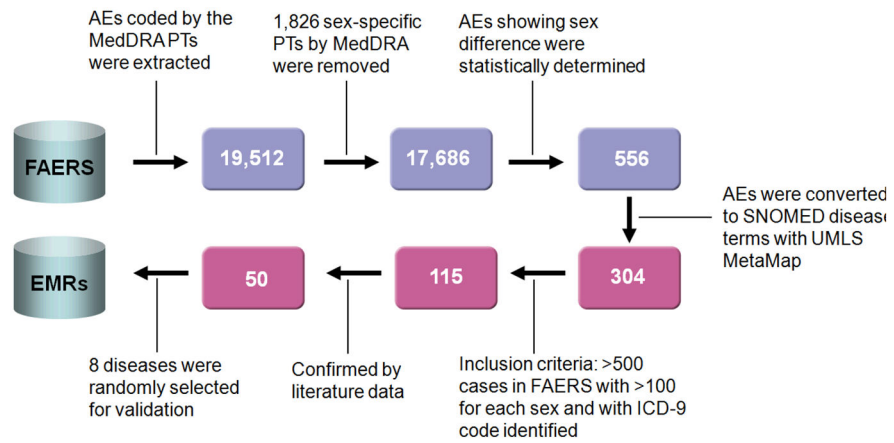 AEs coded by the
MedDRA PTs
were extracted
1,826 sex-specific
PTs by MedDRA
were removed
AEs showing sex
difference were
statistically determined
FAERS
19,512
17,686
556
AEs were converted
to SNOMED disease
terms with UMLS
MetaMap
EMRs
50
115
304
8 diseases were
randomly selected
for validation
Confirmed by
literature data
Inclusion criteria: >500
cases in FAERS with >100
for each sex and with ICD-9
code identified